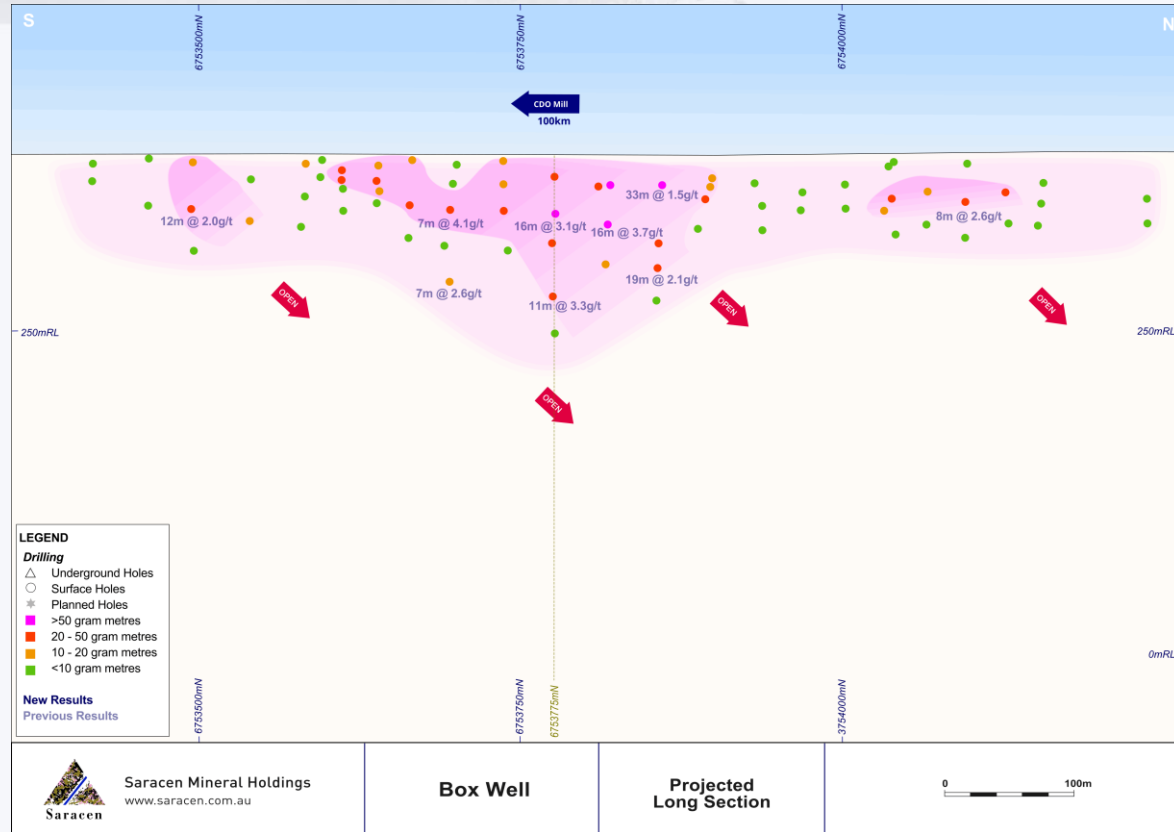 S
N
6753500mN
6753750mN
6754000mN
CDO Mill
100km
33m @ 1.5g/t
12m @ 2.0g/t
7m @ 4.1g/t
16m @ 3.1g/t
16m @ 3.7g/t
8m @ 2.6g/t
19m @ 2.1g/t
7m @ 2.6g/t
11m @ 3.3g/t
OPEN
OPEN
OPEN
250mRL
250mRL
OPEN
LEGEND
Drilling
Underground Holes
Surface Holes
Planned Holes
>50 gram metres
20 - 50 gram metres
10 - 20 gram metres
<10 gram metres
New Results
Previous Results
0mRL
6753500mN
6753750mN
6753775mN
3754000mN
Saracen
Saracen Mineral Holdings
www.saracen.com.au
Box Well
Projected
Long Section
0 100m